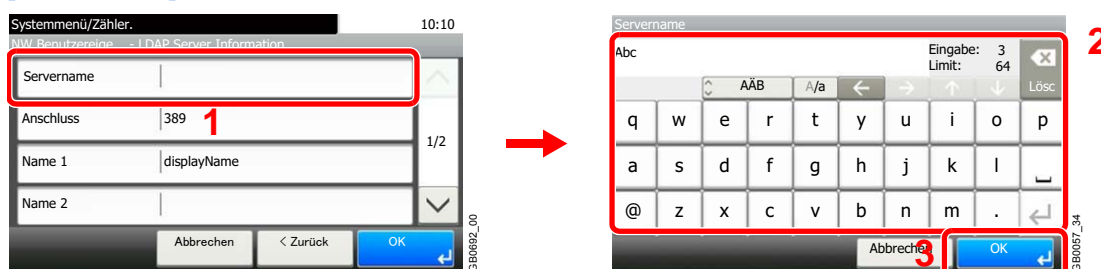 Systemmenü/Zähler.
10:10
NW Benutzereige. - LDAP Server Information
Servername
Anschluss 389
1
Name 1 displayName
1/2
Name 2
Abbrechen < Zurück OK
GB0692_00
Servername
2
Abc
Eingabe: 3
Limit: 64
AÄB A/a Lösc
q w e r t y u i o p
a s d f g h j k l
@ z x c v b n m .
Abbrechen OK
3
GB0057_34